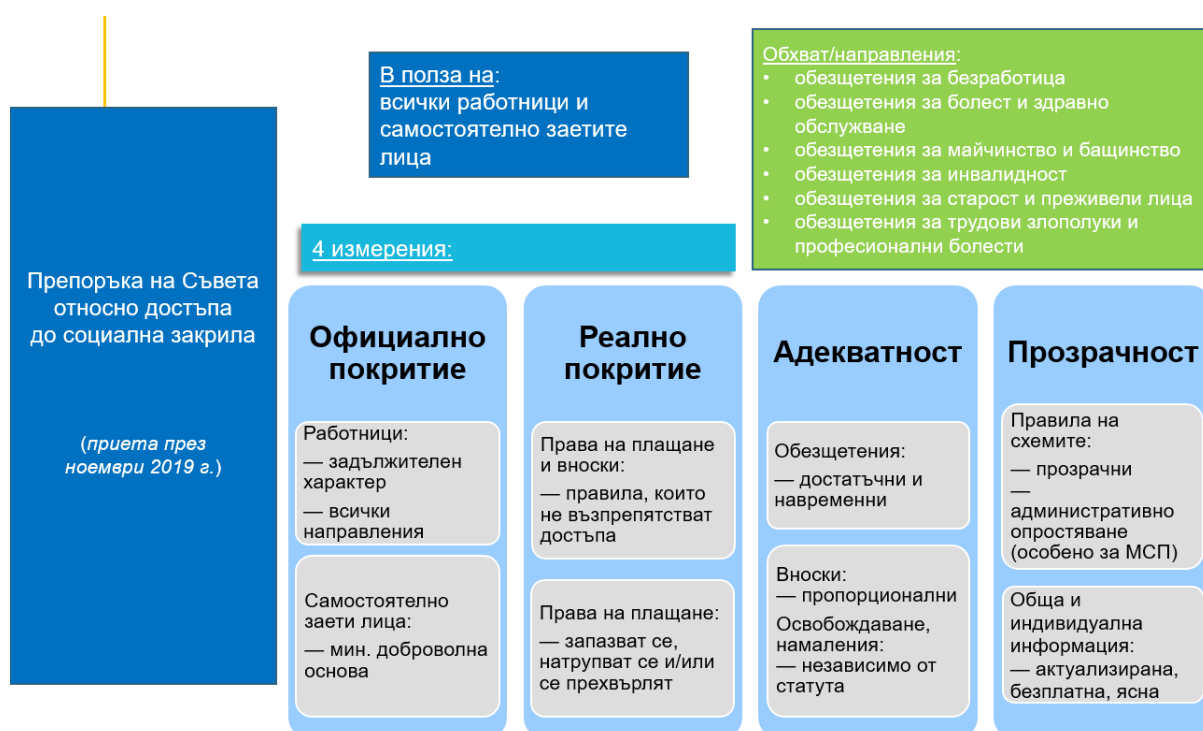 В полза на:
всички работници и
самостоятелно заетите
лица
Обхват/направления:
• обезщетения за безработица
• обезщетения за болест и здравно
обслужване
• обезщетения за майчинство и бащинство
• обезщетения за инвалидност
• обезщетения за старост и преживели лица
• обезщетения за трудови злополуки и
професионални болести
Препоръка на Съвета
относно достъпа
до социална закрила
(приета през
ноември 2019 г.)
4 измерения:
Официално
покритие
Работници:
— задължителен
характер
— всички
направления
Самостоятелно
заети лица:
— мин. доброволна
основа
Реално
покритие
Права на плащане
и вноски:
— правила, които
не възпрепятстват
достъпа
Права на плащане:
— запазват се,
натрупват се и/или
се прехвърлят
Адекватност
Обезщетения:
— достатъчни и
навременни
Вноски:
— пропорционални
Освобождаване,
намаления:
— независимо от
статута
Прозрачност
Правила на
схемите:
— прозрачни
—
административно
опростяване
(особено за МСП)
Обща и
индивидуална
информация:
— актуализирана,
безплатна, ясна